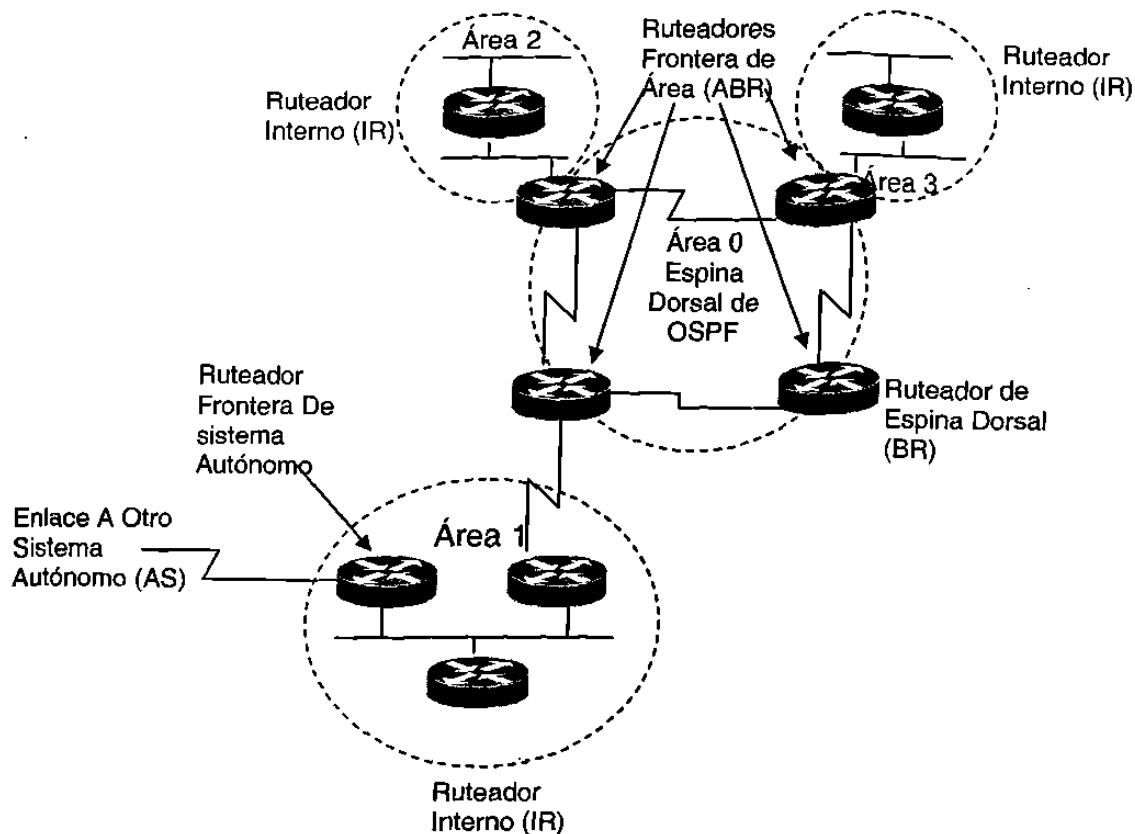 Área 2
Ruteador
Interno (IR)
Ruteadores
Frontera de
Área (ABR)
Ruteador
Interno (IR)
Área 3
Área 0
Espina
Dorsal de
OSPF
Ruteador
Frontera De
sistema
Autónomo
Ruteador de
Espina Dorsal
(BR)
Enlace A Otro
Sistema
Autónomo (AS)
Área 1
Ruteador
Interno (IR)